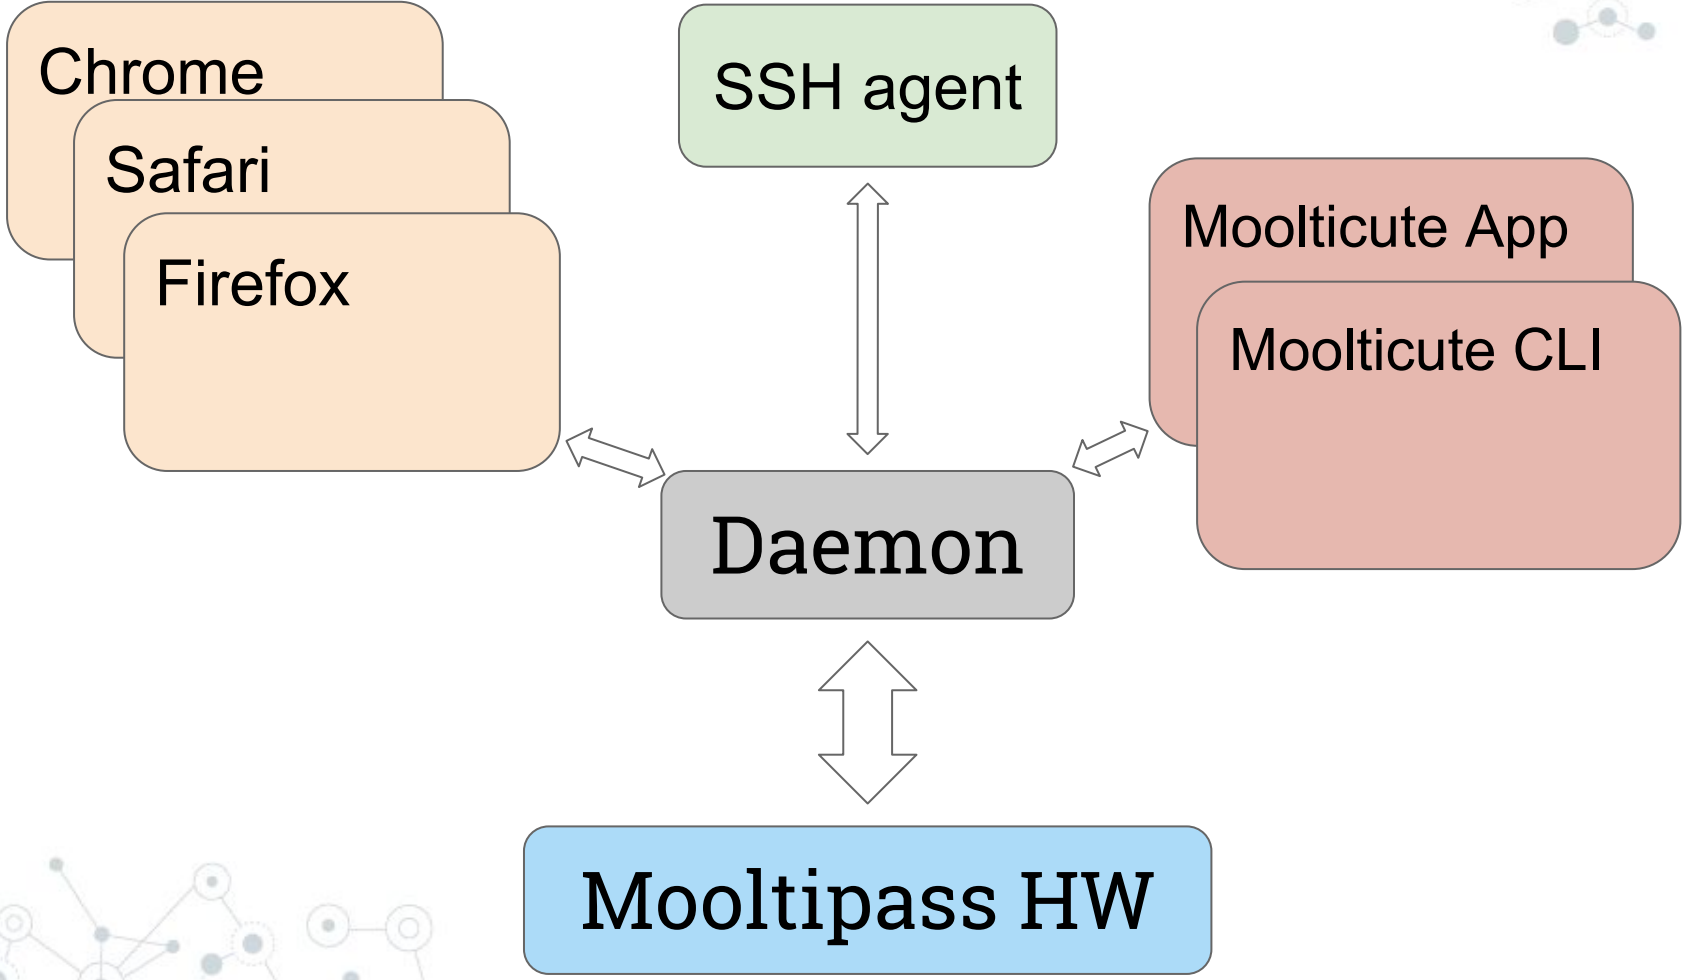 Chrome
Safari
Firefox
SSH agent
Moolticute App
Moolticute CLI
Daemon
Mooltipass HW